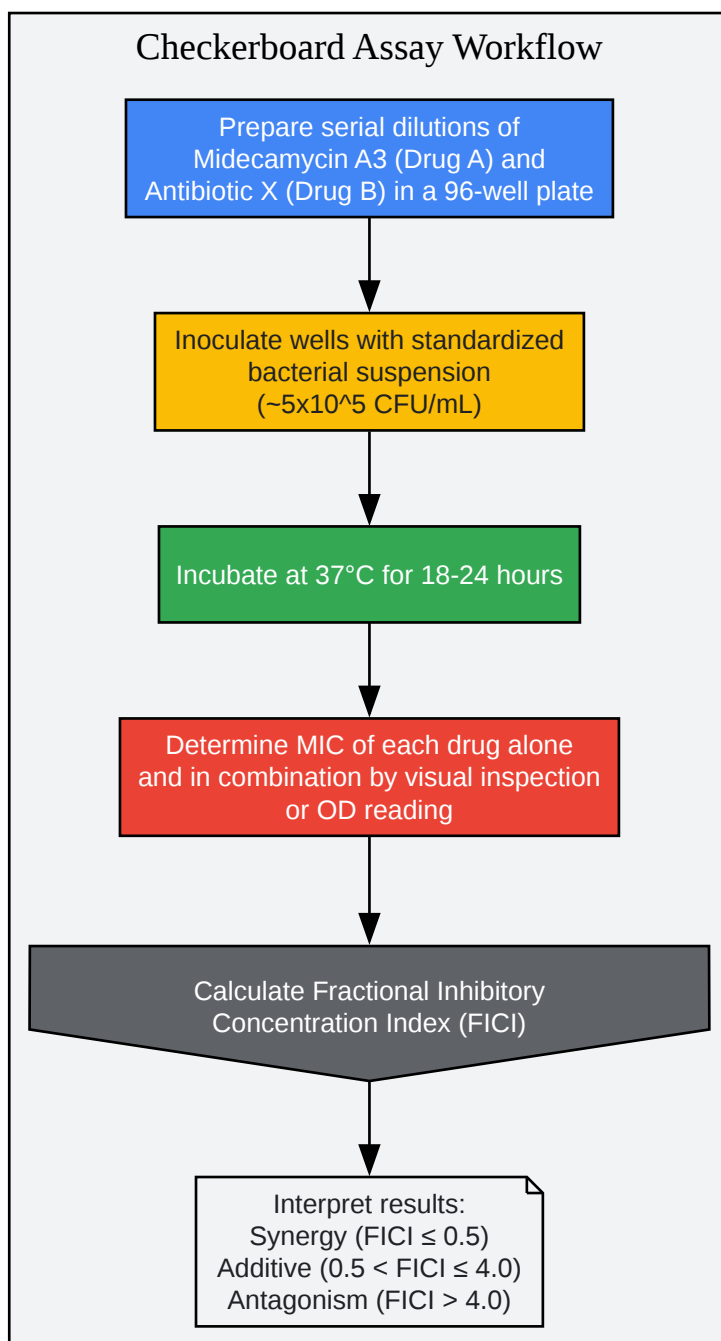 Checkerboard Assay Workflow
Prepare serial dilutions of
Midecamycin A3 (Drug A) and
Antibiotic X (Drug B) in a 96-well plate
Inoculate wells with standardized
bacterial suspension
(~5x10^5 CFU/mL)
Incubate at 37°C for 18-24 hours
Determine MIC of each drug alone
and in combination by visual inspection
or OD reading
Calculate Fractional Inhibitory
Concentration Index (FICI)
Interpret results:
Synergy (FICI ≤ 0.5)
Additive (0.5 < FICI ≤ 4.0)
Antagonism (FICI > 4.0)